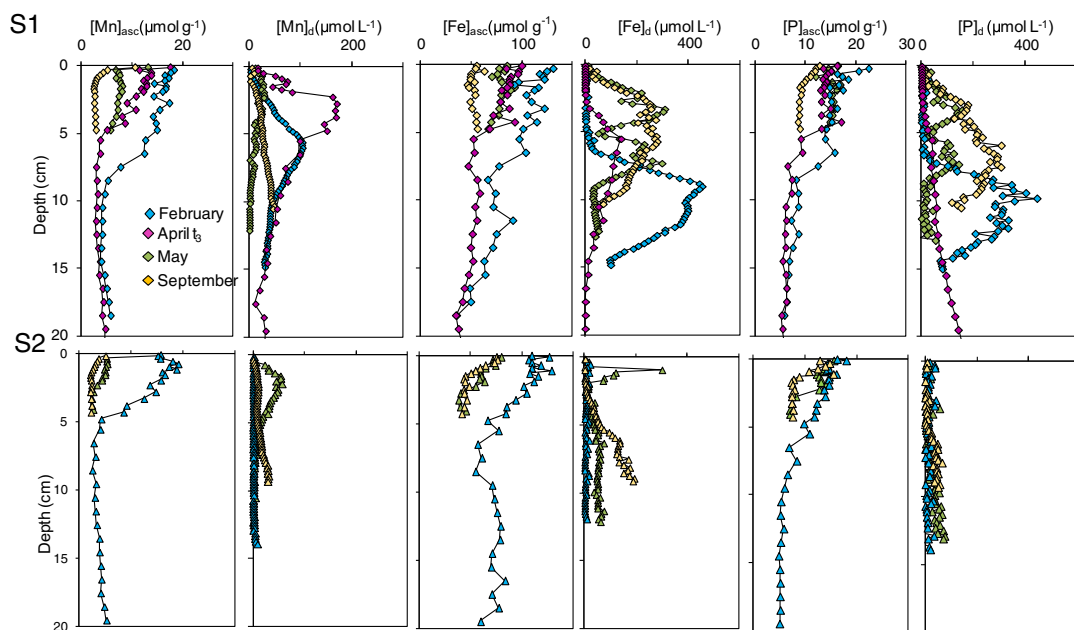 S1
[Mn]asc(µmol g-1)
[Mn]d(µmol L-1)
[Fe]asc(µmol g-1)
[Fe]d(µmol L-1)
[P]asc(µmol g-1)
[P]d(µmol L-1)
0 20
0 200
0 100
0 400
0 10 20 30
0 400
0
5
10
15
20
Depth (cm)
February
April t3
May
September
S2
0
5
10
15
20
Depth (cm)